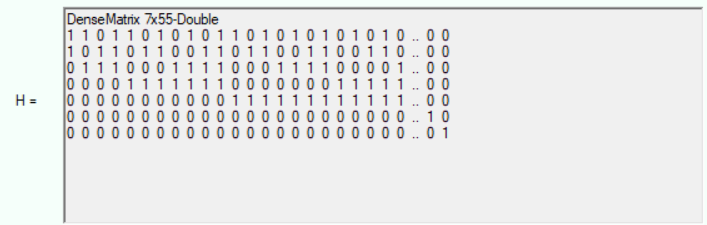 DenseMatrix 7x55-Double
1 1 0 1 1 0 1 0 1 0 1 1 0 1 0 1 0 1 0 1 0 1 0 .. 0 0
1 0 1 1 0 1 1 0 0 1 1 0 1 1 0 0 1 1 0 0 1 1 0 .. 0 0
0 1 1 1 0 0 0 1 1 1 1 0 0 0 1 1 1 1 0 0 0 0 1 .. 0 0
0 0 0 0 1 1 1 1 1 1 1 0 0 0 0 0 0 0 1 1 1 1 1 .. 0 0
H = 0 0 0 0 0 0 0 0 0 0 0 1 1 1 1 1 1 1 1 1 1 1 1 .. 0 0
0 0 0 0 0 0 0 0 0 0 0 0 0 0 0 0 0 0 0 0 0 0 0 .. 1 0
0 0 0 0 0 0 0 0 0 0 0 0 0 0 0 0 0 0 0 0 0 0 0 .. 0 1